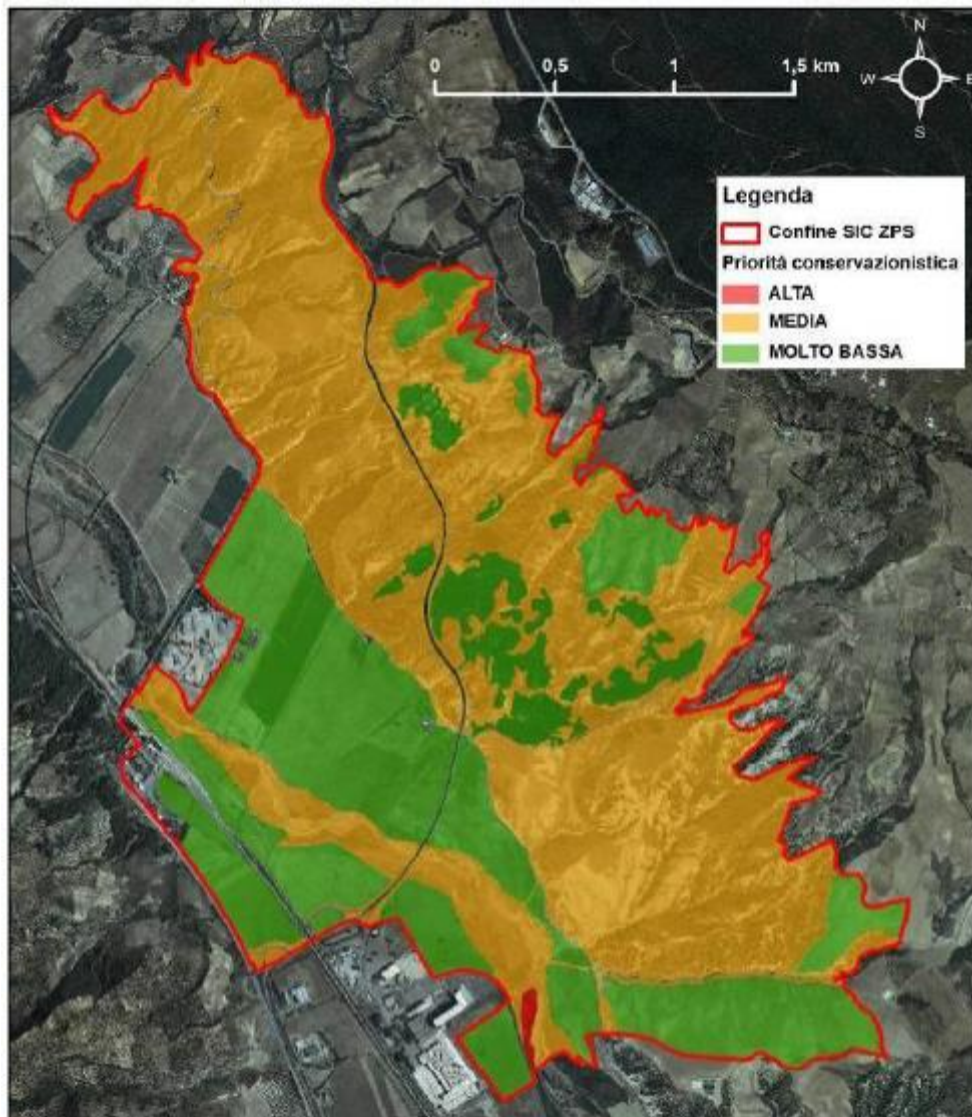 N
0 0,5 1 1,5 km
W E
S
Legenda
Confine SIC ZPS
Priorità conservazionistica
ALTA
MEDIA
MOLTO BASSA